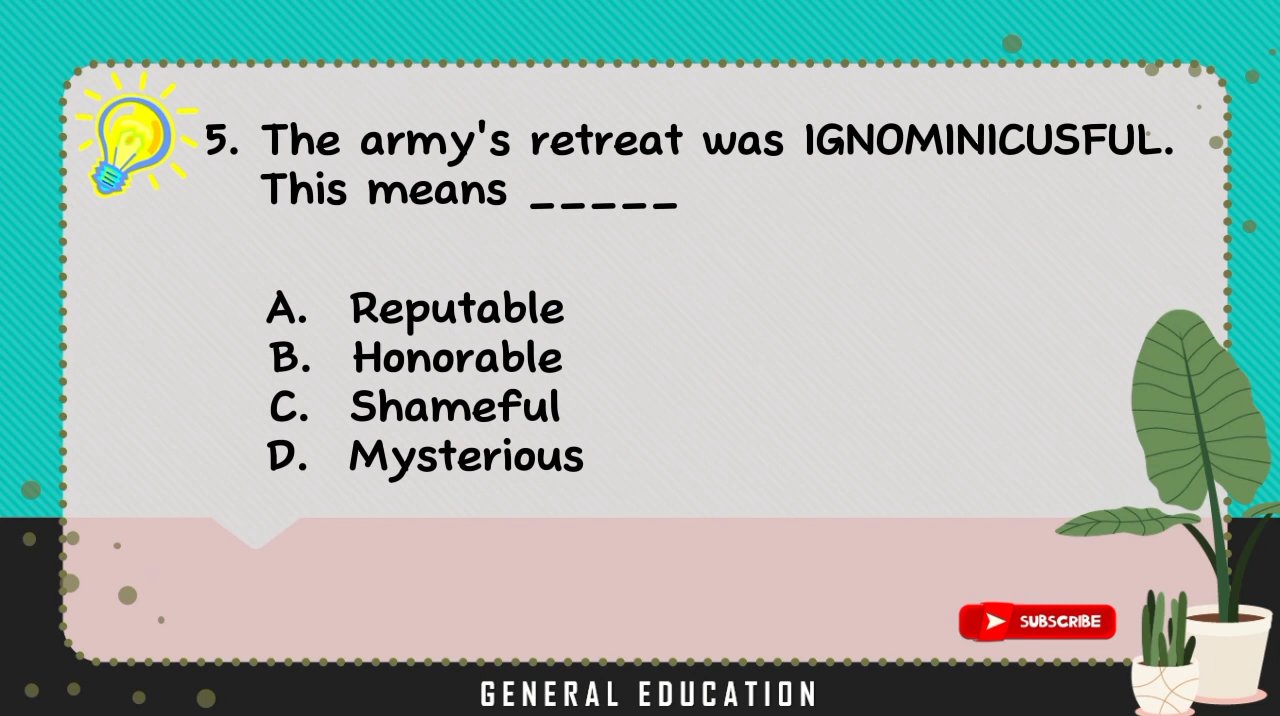 5. The army's retreat was IGNOMINICUSFUL.
This means _____
A. Reputable
B. Honorable
C. Shameful
D. Mysterious
SUBSCRIBE
GENERAL EDUCATION